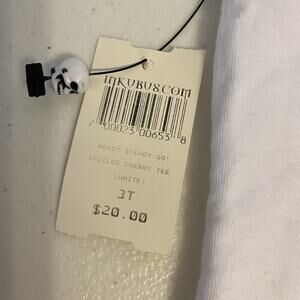 INKUBUS.COM
7 00023 00653 8
READY STEADY GO!
SPOILED CHERRY TEE
(WHITE)
3T
$20.00